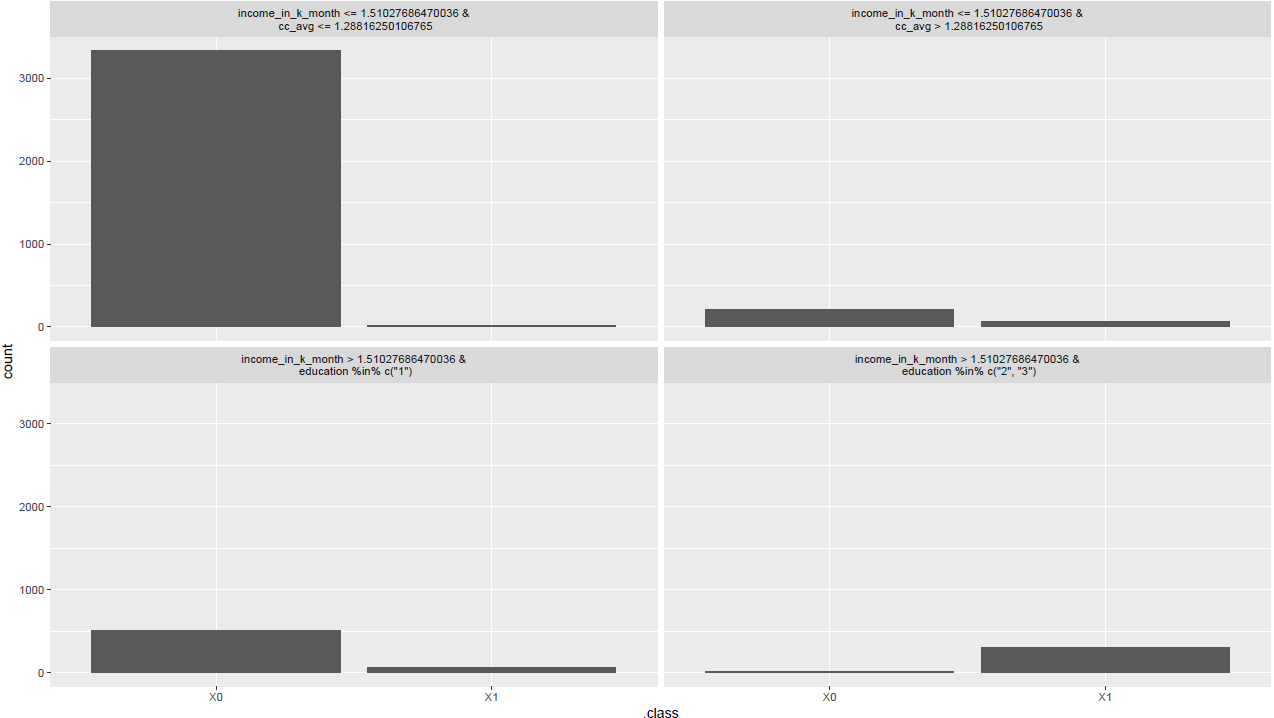 income_in_k_month <= 1.51027686470036 &
cc_avg <= 1.28816250106765
income_in_k_month <= 1.51027686470036 &
cc_avg > 1.28816250106765
3000
2000
1000
0
count
income_in_k_month > 1.51027686470036 &
education %in% c("1")
income_in_k_month > 1.51027686470036 &
education %in% c("2", "3")
3000
2000
1000
0
X0
X1
X0
X1
.class